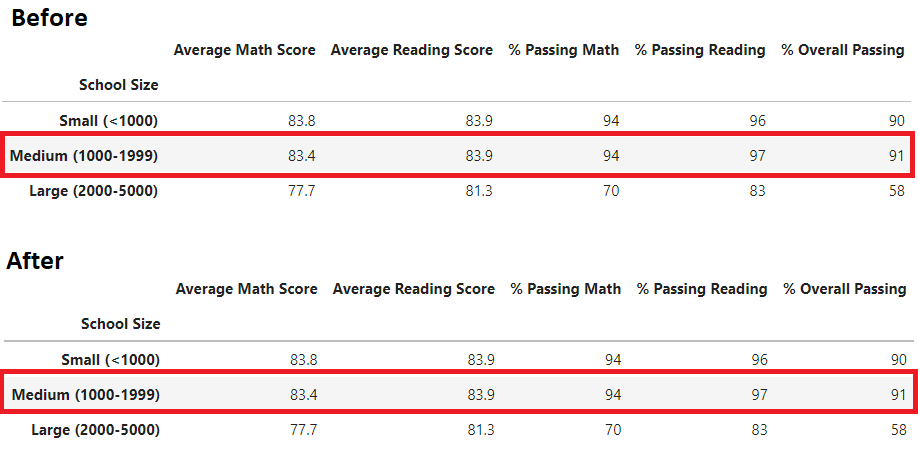 Before
Average Math Score Average Reading Score % Passing Math % Passing Reading % Overall Passing
School Size
Small (<1000) 83.8 83.9 94 96 90
Medium (1000-1999) 83.4 83.9 94 97 91
Large (2000-5000) 77.7 81.3 70 83 58
After
Average Math Score Average Reading Score % Passing Math % Passing Reading % Overall Passing
School Size
Small (<1000) 83.8 83.9 94 96 90
Medium (1000-1999) 83.4 83.9 94 97 91
Large (2000-5000) 77.7 81.3 70 83 58